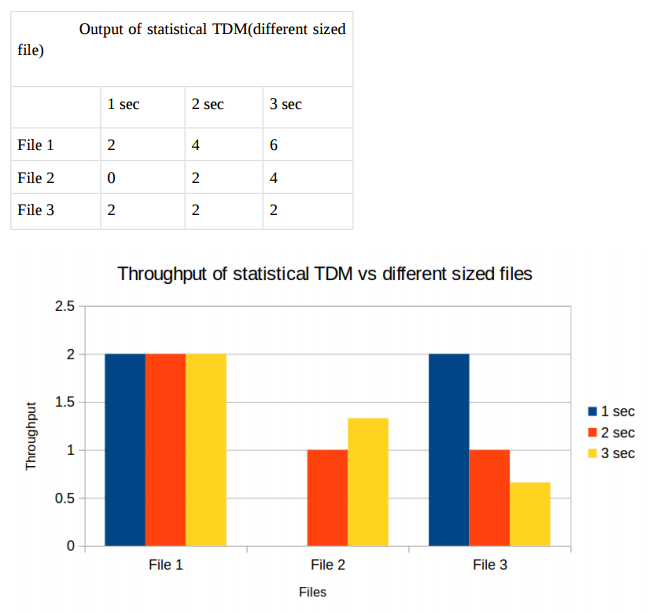 Output of statistical TDM(different sized
file)
1 sec 2 sec 3 sec
File 1 2 4 6
File 2 0 2 4
File 3 2 2 2
Throughput of statistical TDM vs different sized files
2.5
2
1.5
1
0.5
0
Throughput
File 1 File 2 File 3
Files
1 sec
2 sec
3 sec